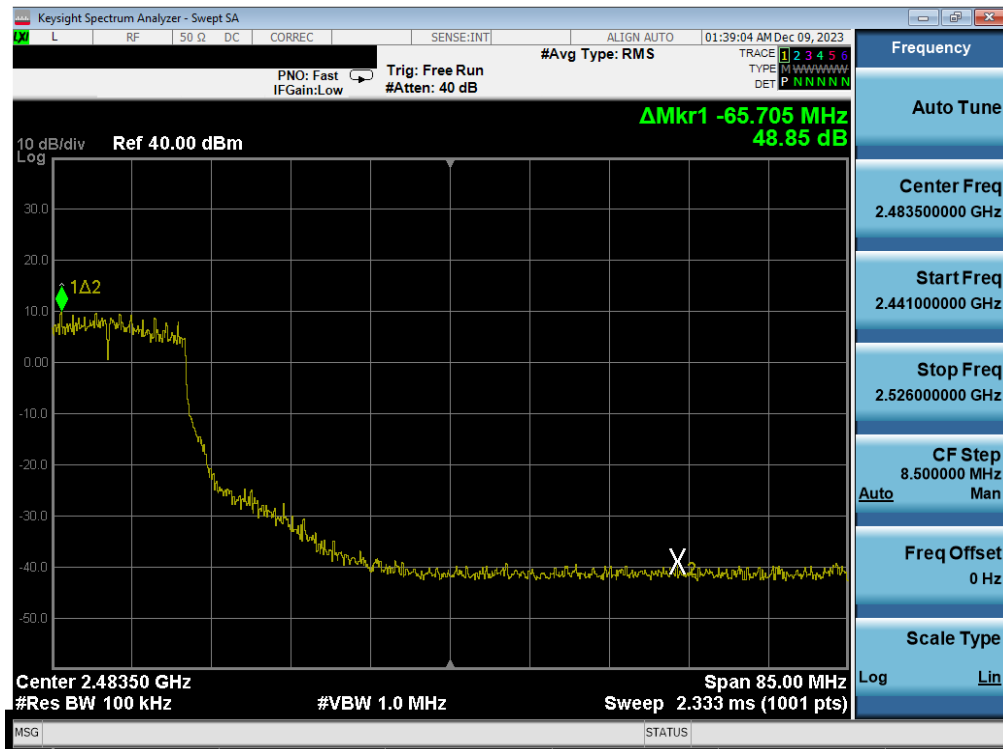 Keysight Spectrum Analyzer - Swept SA
LXI L RF 50 Ω DC CORREC SENSE:INT ALIGN AUTO 01:39:04 AM Dec 09, 2023
#Avg Type: RMS
TRACE 1 2 3 4 5 6
TYPE M W W W W W
DET P N N N N N
PNO: Fast
IFGain:Low
Trig: Free Run
#Atten: 40 dB
ΔMkr1 -65.705 MHz
48.85 dB
10 dB/div
Log
Ref 40.00 dBm
30.0
20.0
10.0
0.00
-10.0
-20.0
-30.0
-40.0
-50.0
1Δ2
X2
Center 2.48350 GHz
Span 85.00 MHz
#Res BW 100 kHz
#VBW 1.0 MHz
Sweep 2.333 ms (1001 pts)
MSG
STATUS
Frequency
Auto Tune
Center Freq
2.483500000 GHz
Start Freq
2.441000000 GHz
Stop Freq
2.526000000 GHz
CF Step
8.500000 MHz
Auto Man
Freq Offset
0 Hz
Scale Type
Log Lin